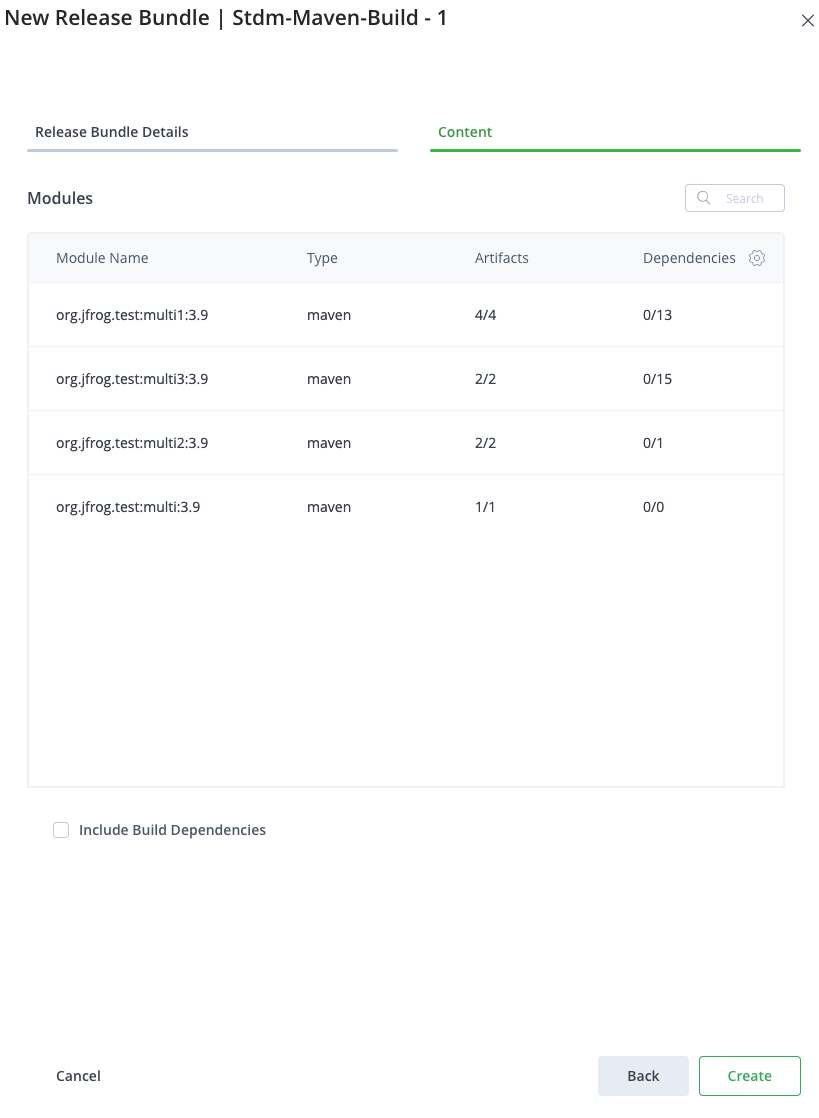 New Release Bundle | Stdm-Maven-Build - 1
Release Bundle Details Content
Modules Search
Module Name Type Artifacts Dependencies
org.jfrog.test:multi1:3.9 maven 4/4 0/13
org.jfrog.test:multi3:3.9 maven 2/2 0/15
org.jfrog.test:multi2:3.9 maven 2/2 0/1
org.jfrog.test:multi:3.9 maven 1/1 0/0
Include Build Dependencies
Cancel Back Create